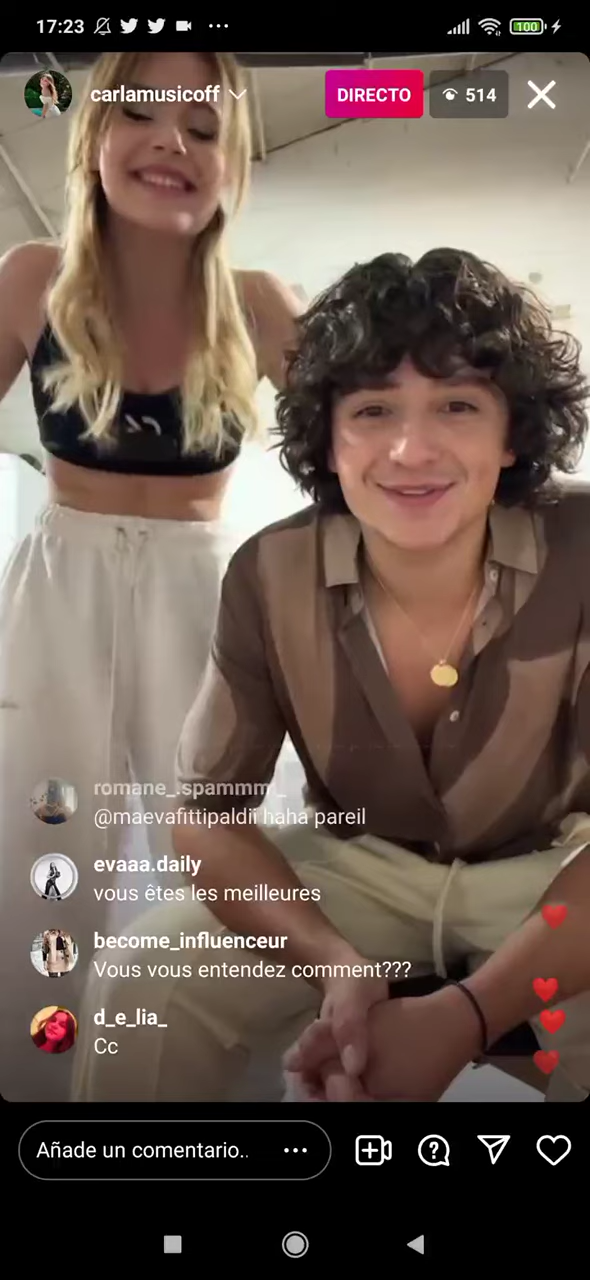 17:23
100
carlamusicoff
DIRECTO
514
romane_.spammm_
@maevafittipaldii haha pareil
evaaa.daily
vous êtes les meilleures
become_influenceur
Vous vous entendez comment???
d_e_lia_
Cc
Añade un comentario..